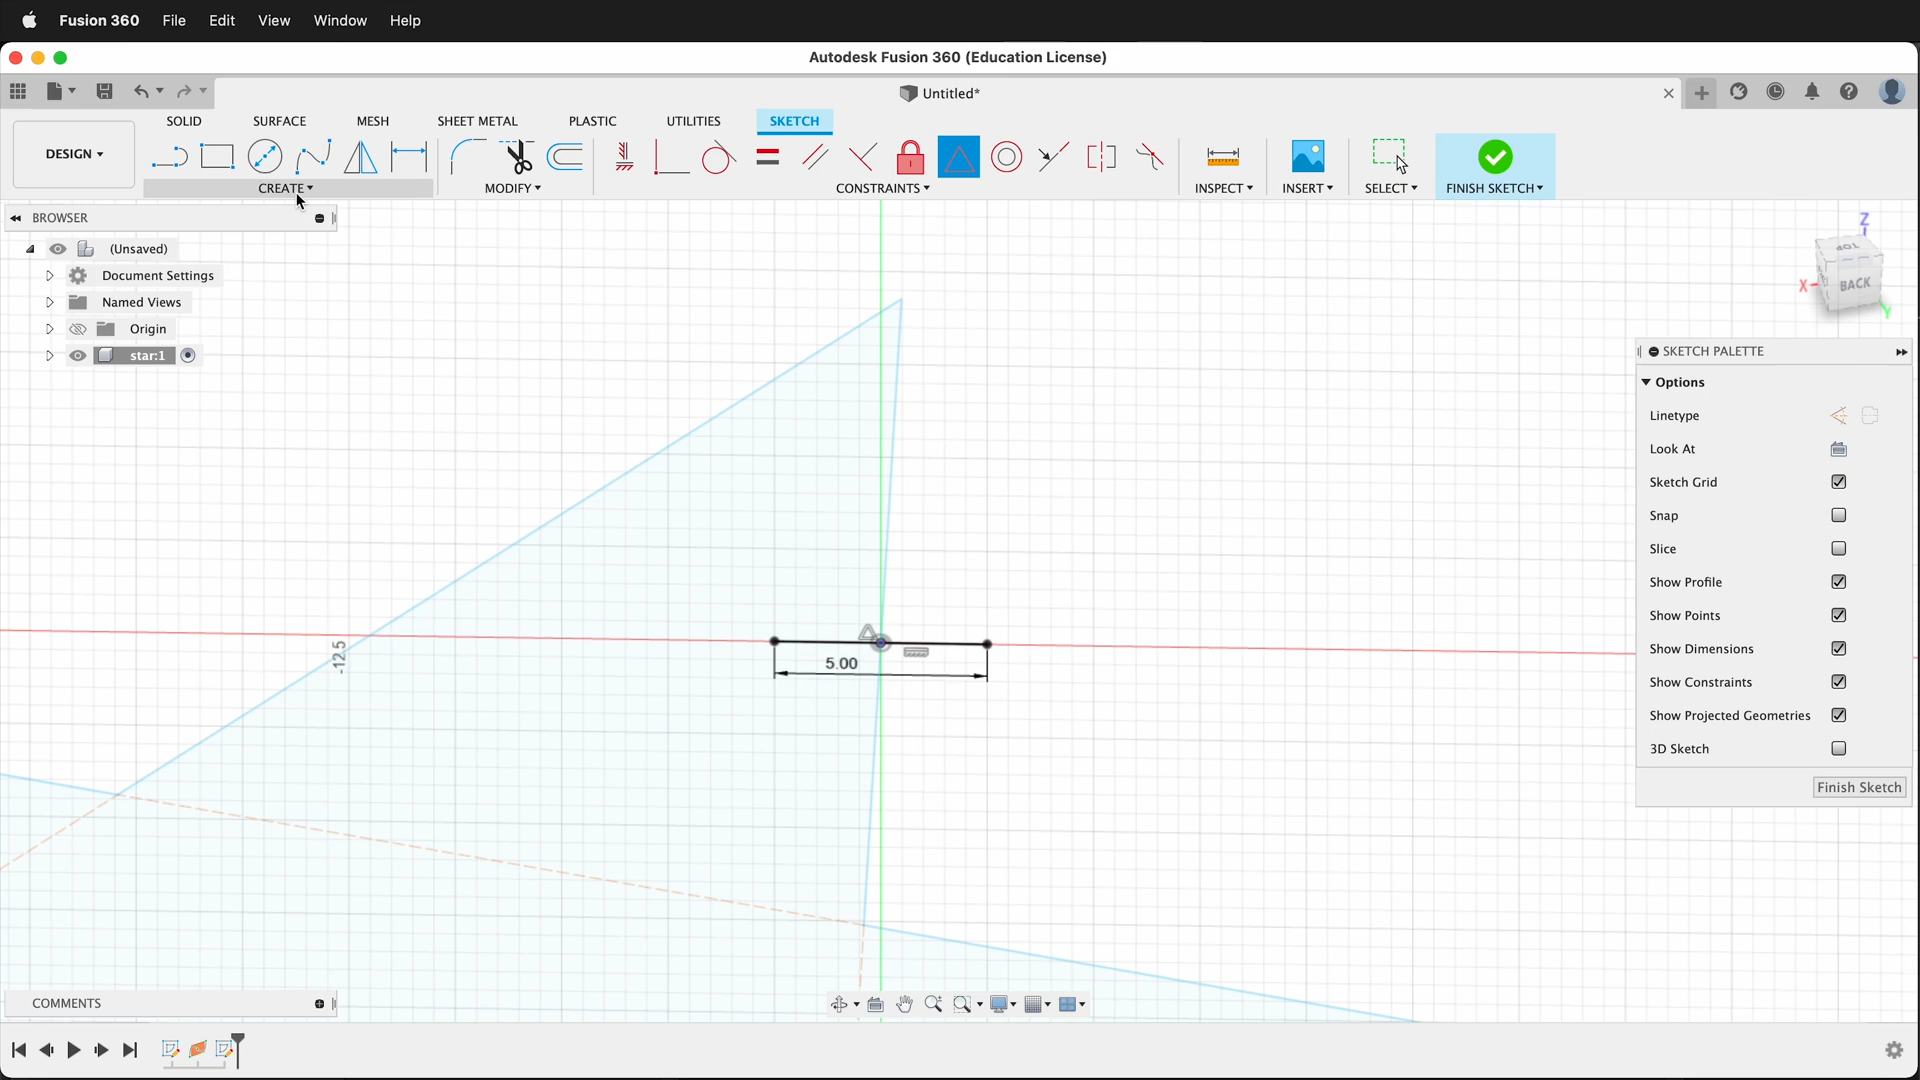 Fusion 360 File Edit View Window Help
Autodesk Fusion 360 (Education License)
Untitled*
SOLID SURFACE MESH SHEET METAL PLASTIC UTILITIES SKETCH
DESIGN
CREATE MODIFY CONSTRAINTS INSPECT INSERT SELECT FINISH SKETCH
BROWSER
(Unsaved)
Document Settings
Named Views
Origin
star:1
Z
TOP
BACK
X
Y
SKETCH PALETTE
Options
Linetype
Look At
Sketch Grid
Snap
Slice
Show Profile
Show Points
Show Dimensions
Show Constraints
Show Projected Geometries
3D Sketch
Finish Sketch
-12.5
5.00
COMMENTS